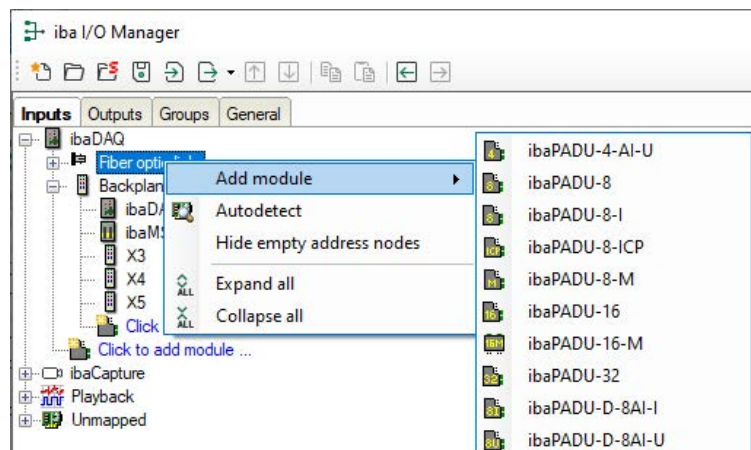 iba I/O Manager
Inputs Outputs Groups General
ibaDAQ
Fiber optic
Backplan
ibaDA
ibaMS
X3
X4
X5
Click
Click to add module ...
ibaCapture
Playback
Unmapped
Add module
Autodetect
Hide empty address nodes
Expand all
Collapse all
ibaPADU-4-AI-U
ibaPADU-8
ibaPADU-8-I
ibaPADU-8-ICP
ibaPADU-8-M
ibaPADU-16
ibaPADU-16-M
ibaPADU-32
ibaPADU-D-8AI-I
ibaPADU-D-8AI-U